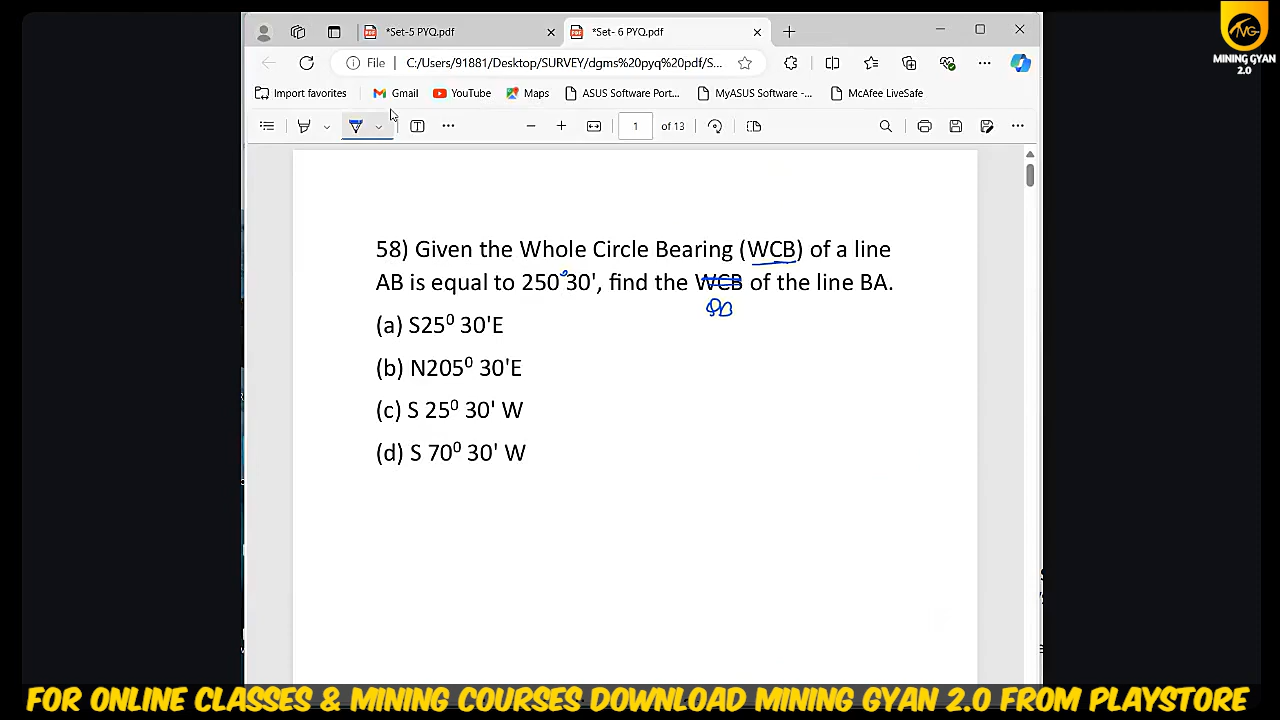 *Set-5 PYQ.pdf
*Set- 6 PYQ.pdf
File
C:/Users/91881/Desktop/SURVEY/dgms%20pyq%20pdf/S...
Import favorites
Gmail
YouTube
Maps
ASUS Software Port...
MyASUS Software -...
McAfee LiveSafe
1 of 13
MINING GYAN
2.0
58) Given the Whole Circle Bearing (WCB) of a line
AB is equal to 250°30', find the WCB of the line BA.
QB
(a) S25⁰ 30'E
(b) N205⁰ 30'E
(c) S 25⁰ 30' W
(d) S 70⁰ 30' W
FOR ONLINE CLASSES & MINING COURSES DOWNLOAD MINING GYAN 2.0 FROM PLAYSTORE